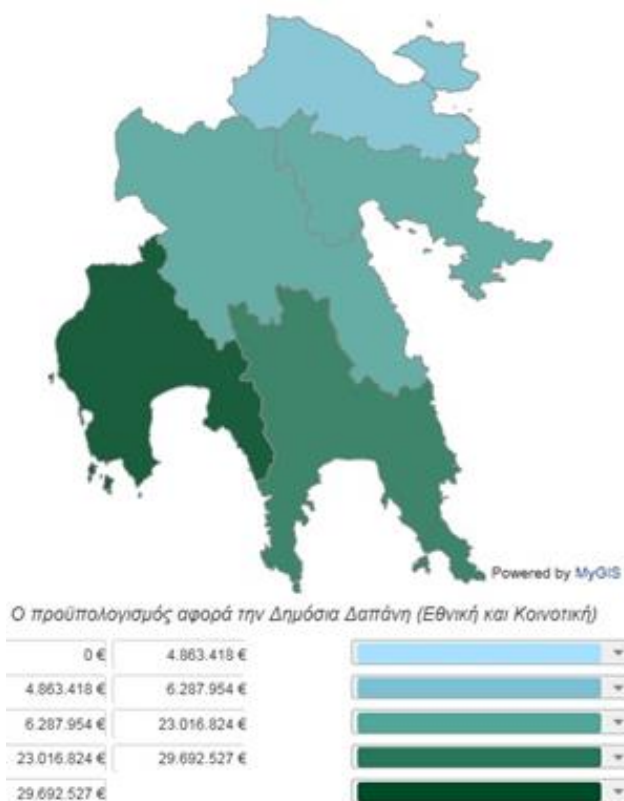 Powered by MyGIS
Ο προϋπολογισμός αφορά την Δημόσια Δαπάνη (Εθνική και Κοινοτική)
0 € 4.863.418 €
4.863.418 € 6.287.954 €
6.287.954 € 23.016.824 €
23.016.824 € 29.692.527 €
29.692.527 €